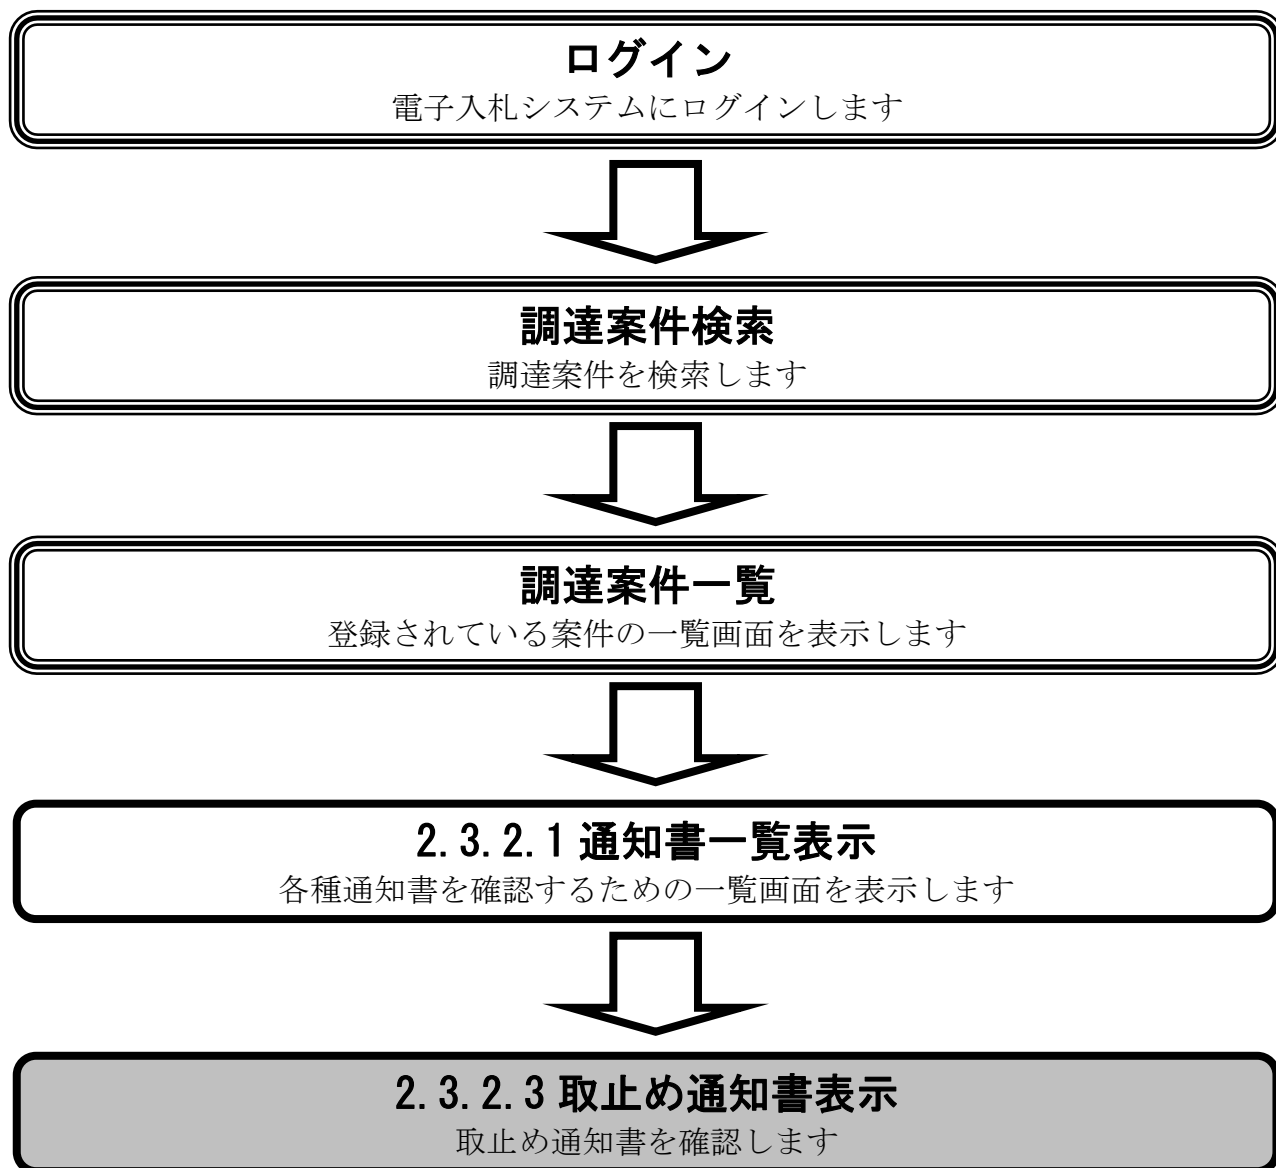 ログイン
電子入札システムにログインします
調達案件検索
調達案件を検索します
調達案件一覧
登録されている案件の一覧画面を表示します
2.3.2.1 通知書一覧表示
各種通知書を確認するための一覧画面を表示します
2.3.2.3 取止め通知書表示
取止め通知書を確認します